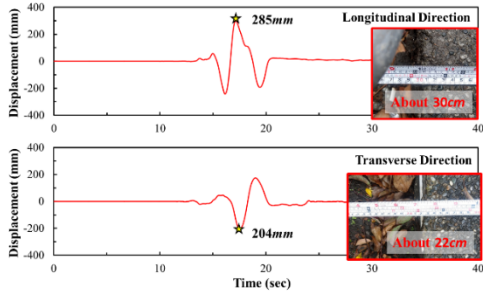 Displacement (mm)
400
200
0
-200
-400
285mm
Longitudinal Direction
About 30cm
0
10
20
30
40
Displacement (mm)
400
200
0
-200
-400
204mm
Transverse Direction
About 22cm
0
10
20
30
40
Time (sec)